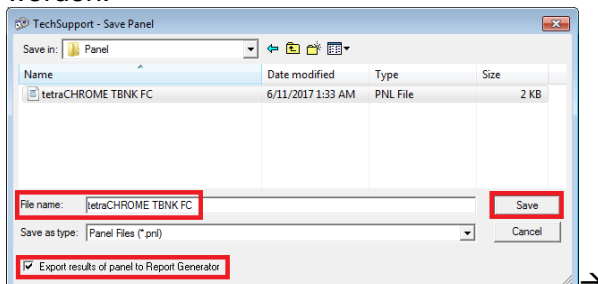 TechSupport - Save Panel
Save in: Panel
Name Date modified Type Size
tetraCHROME TBNK FC 6/11/2017 1:33 AM PNL File 2 KB
File name: tetraCHROME TBNK FC Save
Save as type: Panel Files (*.pnl) Cancel
Export results of panel to Report Generator
→